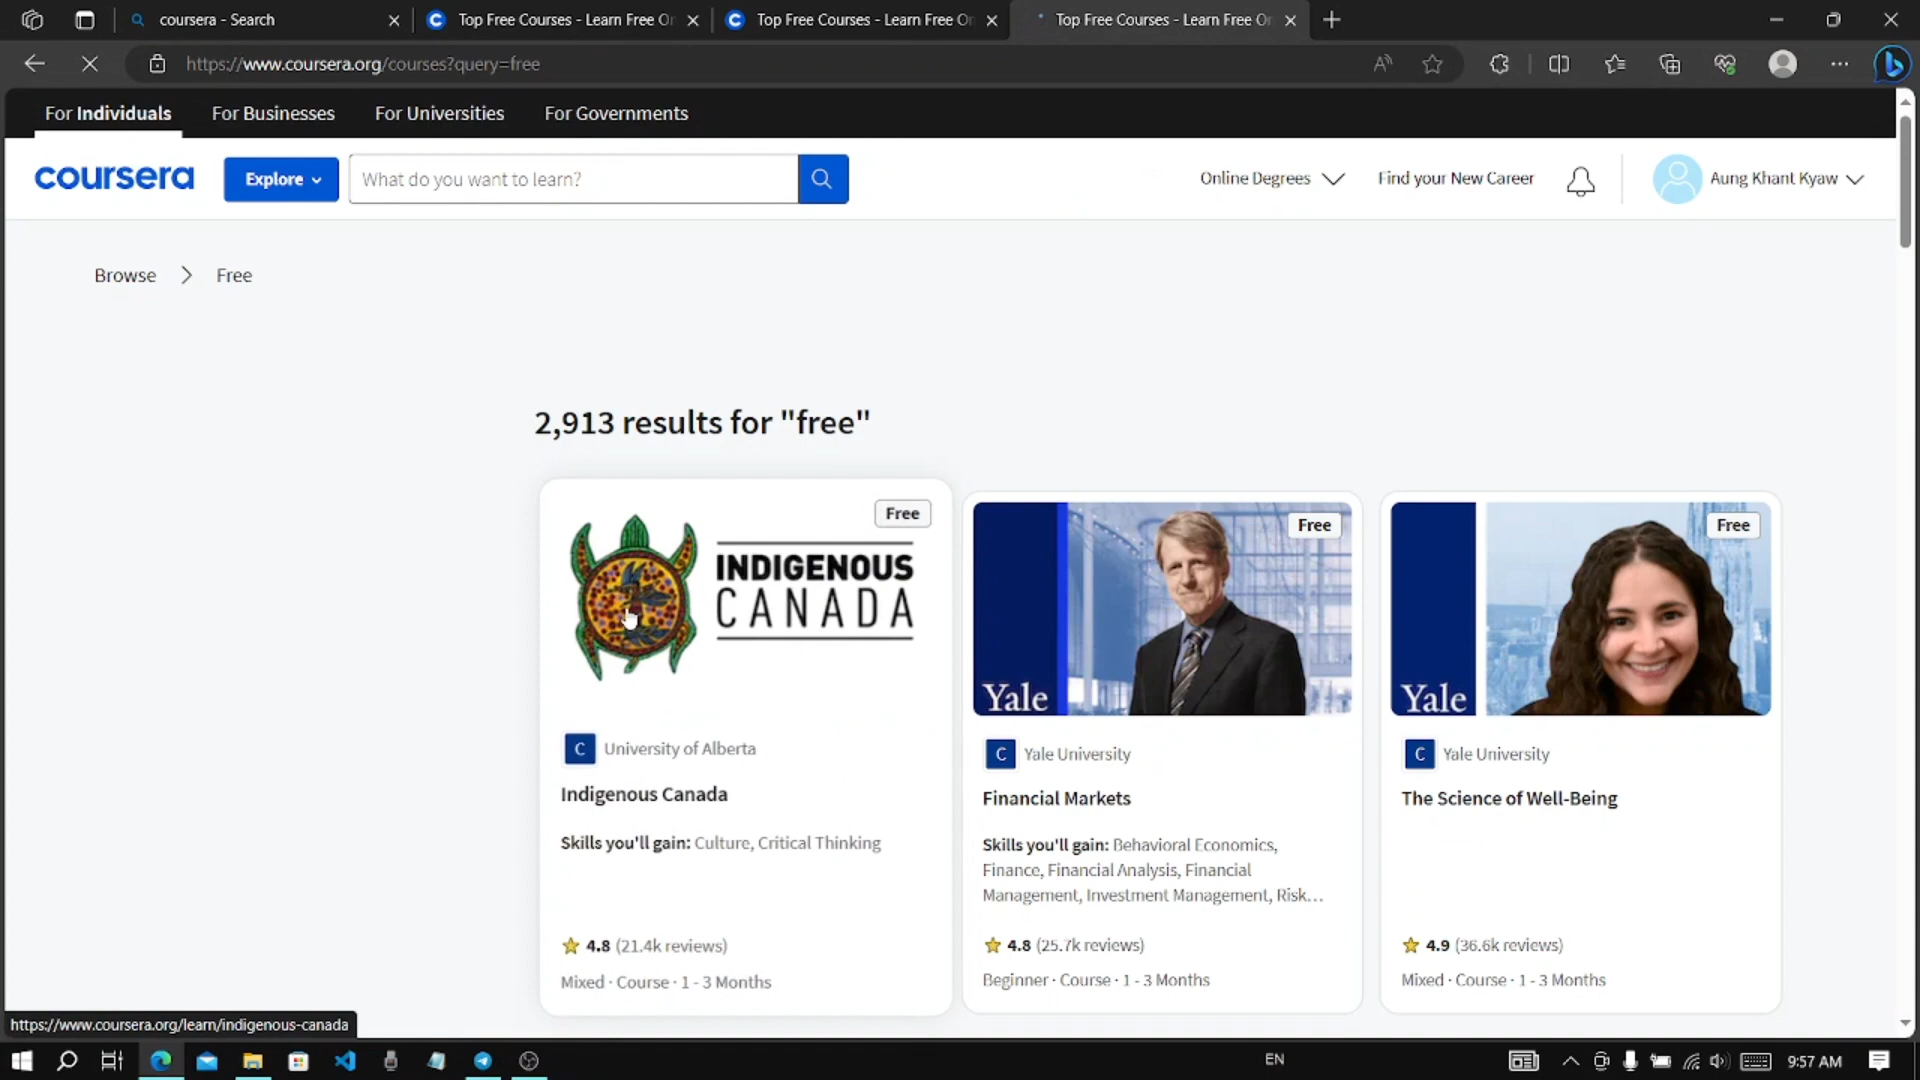 coursera - Search
Top Free Courses - Learn Free Or
Top Free Courses - Learn Free Or
Top Free Courses - Learn Free Or
https://www.coursera.org/courses?query=free
For Individuals
For Businesses
For Universities
For Governments
coursera
Explore
What do you want to learn?
Online Degrees
Find your New Career
Aung Khant Kyaw
Browse
Free
2,913 results for "free"
Free
INDIGENOUS
CANADA
C University of Alberta
Indigenous Canada
Skills you'll gain: Culture, Critical Thinking
4.8 (21.4k reviews)
Mixed · Course · 1 - 3 Months
Free
Yale
C Yale University
Financial Markets
Skills you'll gain: Behavioral Economics,
Finance, Financial Analysis, Financial
Management, Investment Management, Risk...
4.8 (25.7k reviews)
Beginner · Course · 1 - 3 Months
Free
Yale
C Yale University
The Science of Well-Being
4.9 (36.6k reviews)
Mixed · Course · 1 - 3 Months
https://www.coursera.org/learn/indigenous-canada
EN
9:57 AM